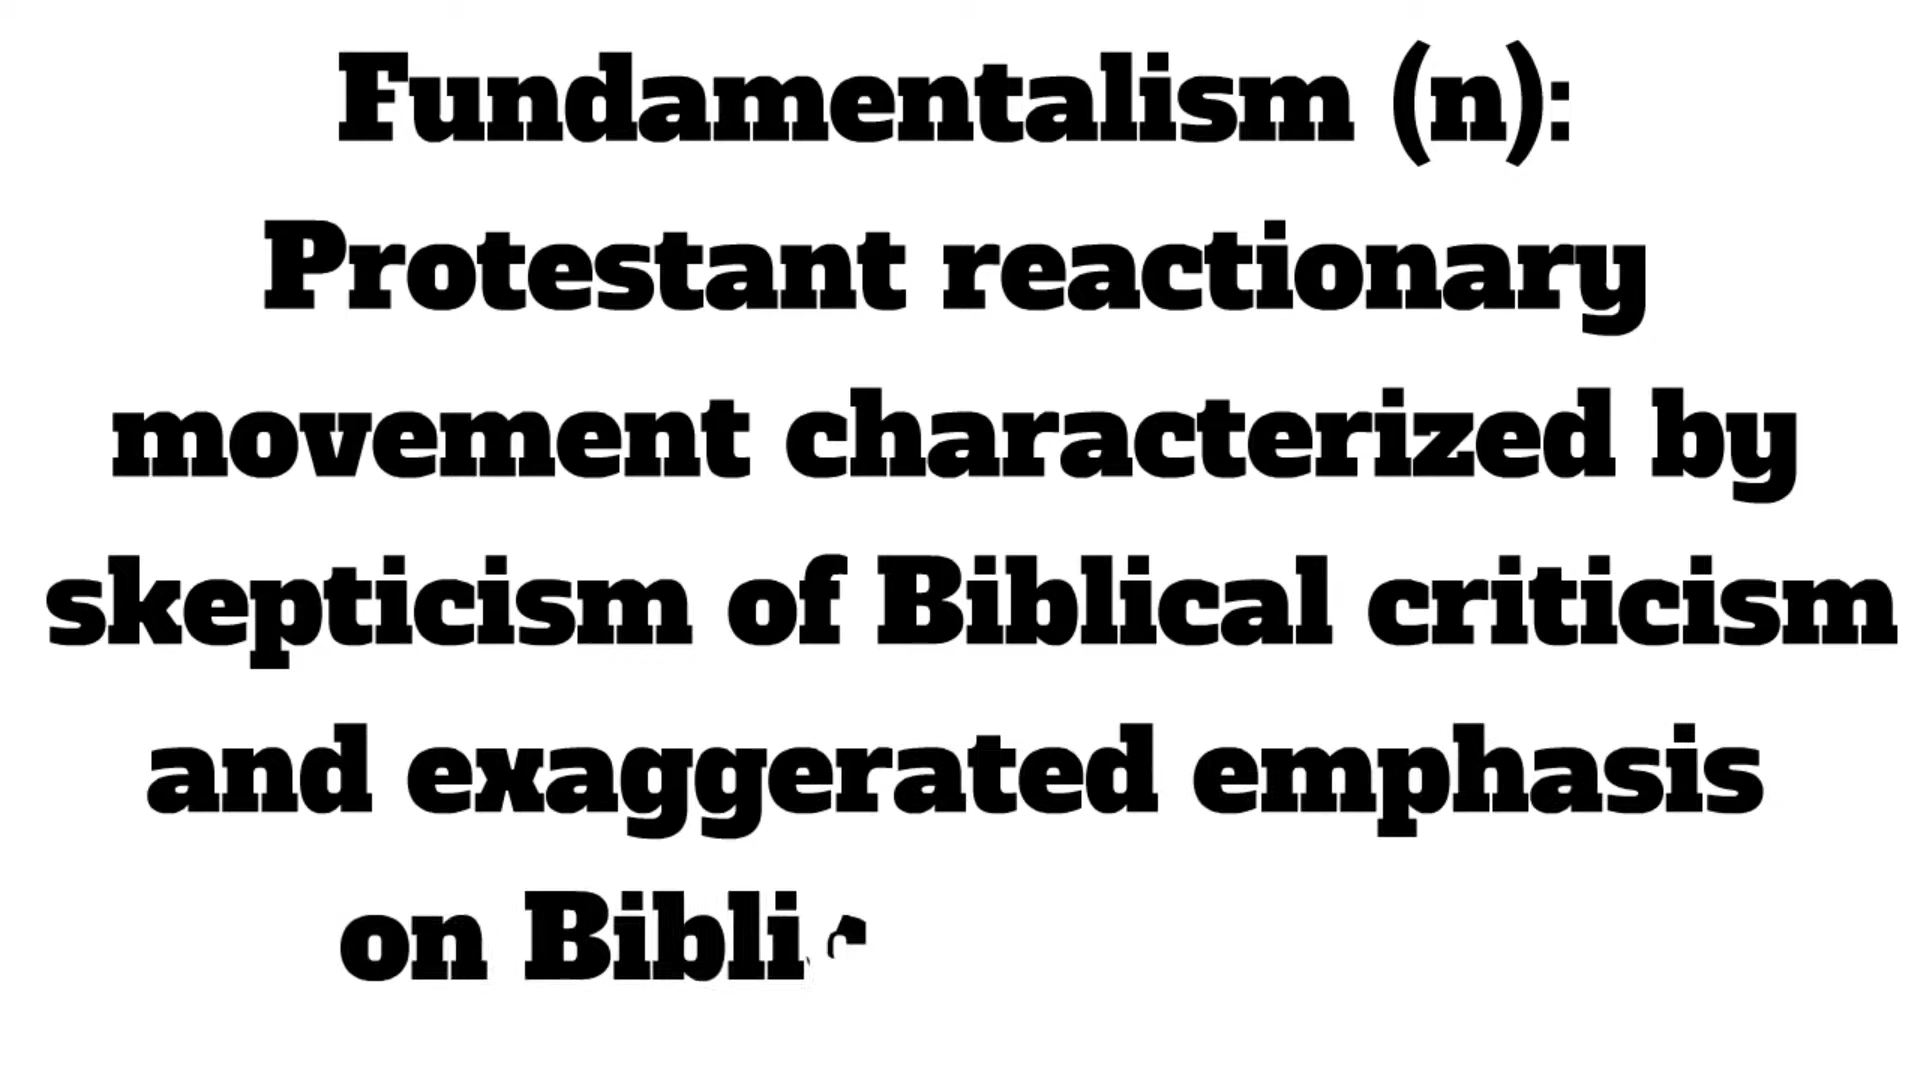 Fundamentalism (n):
Protestant reactionary
movement characterized by
skepticism of Biblical criticism
and exaggerated emphasis
on Bibli